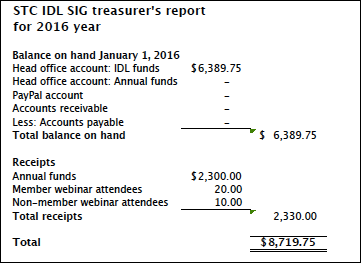 STC IDL SIG treasurer's report
for 2016 year
Balance on hand January 1, 2016
Head office account: IDL funds $6,389.75
Head office account: Annual funds –
PayPal account –
Accounts receivable –
Less: Accounts payable –
Total balance on hand $ 6,389.75
Receipts
Annual funds $2,300.00
Member webinar attendees 20.00
Non-member webinar attendees 10.00
Total receipts 2,330.00
Total $8,719.75